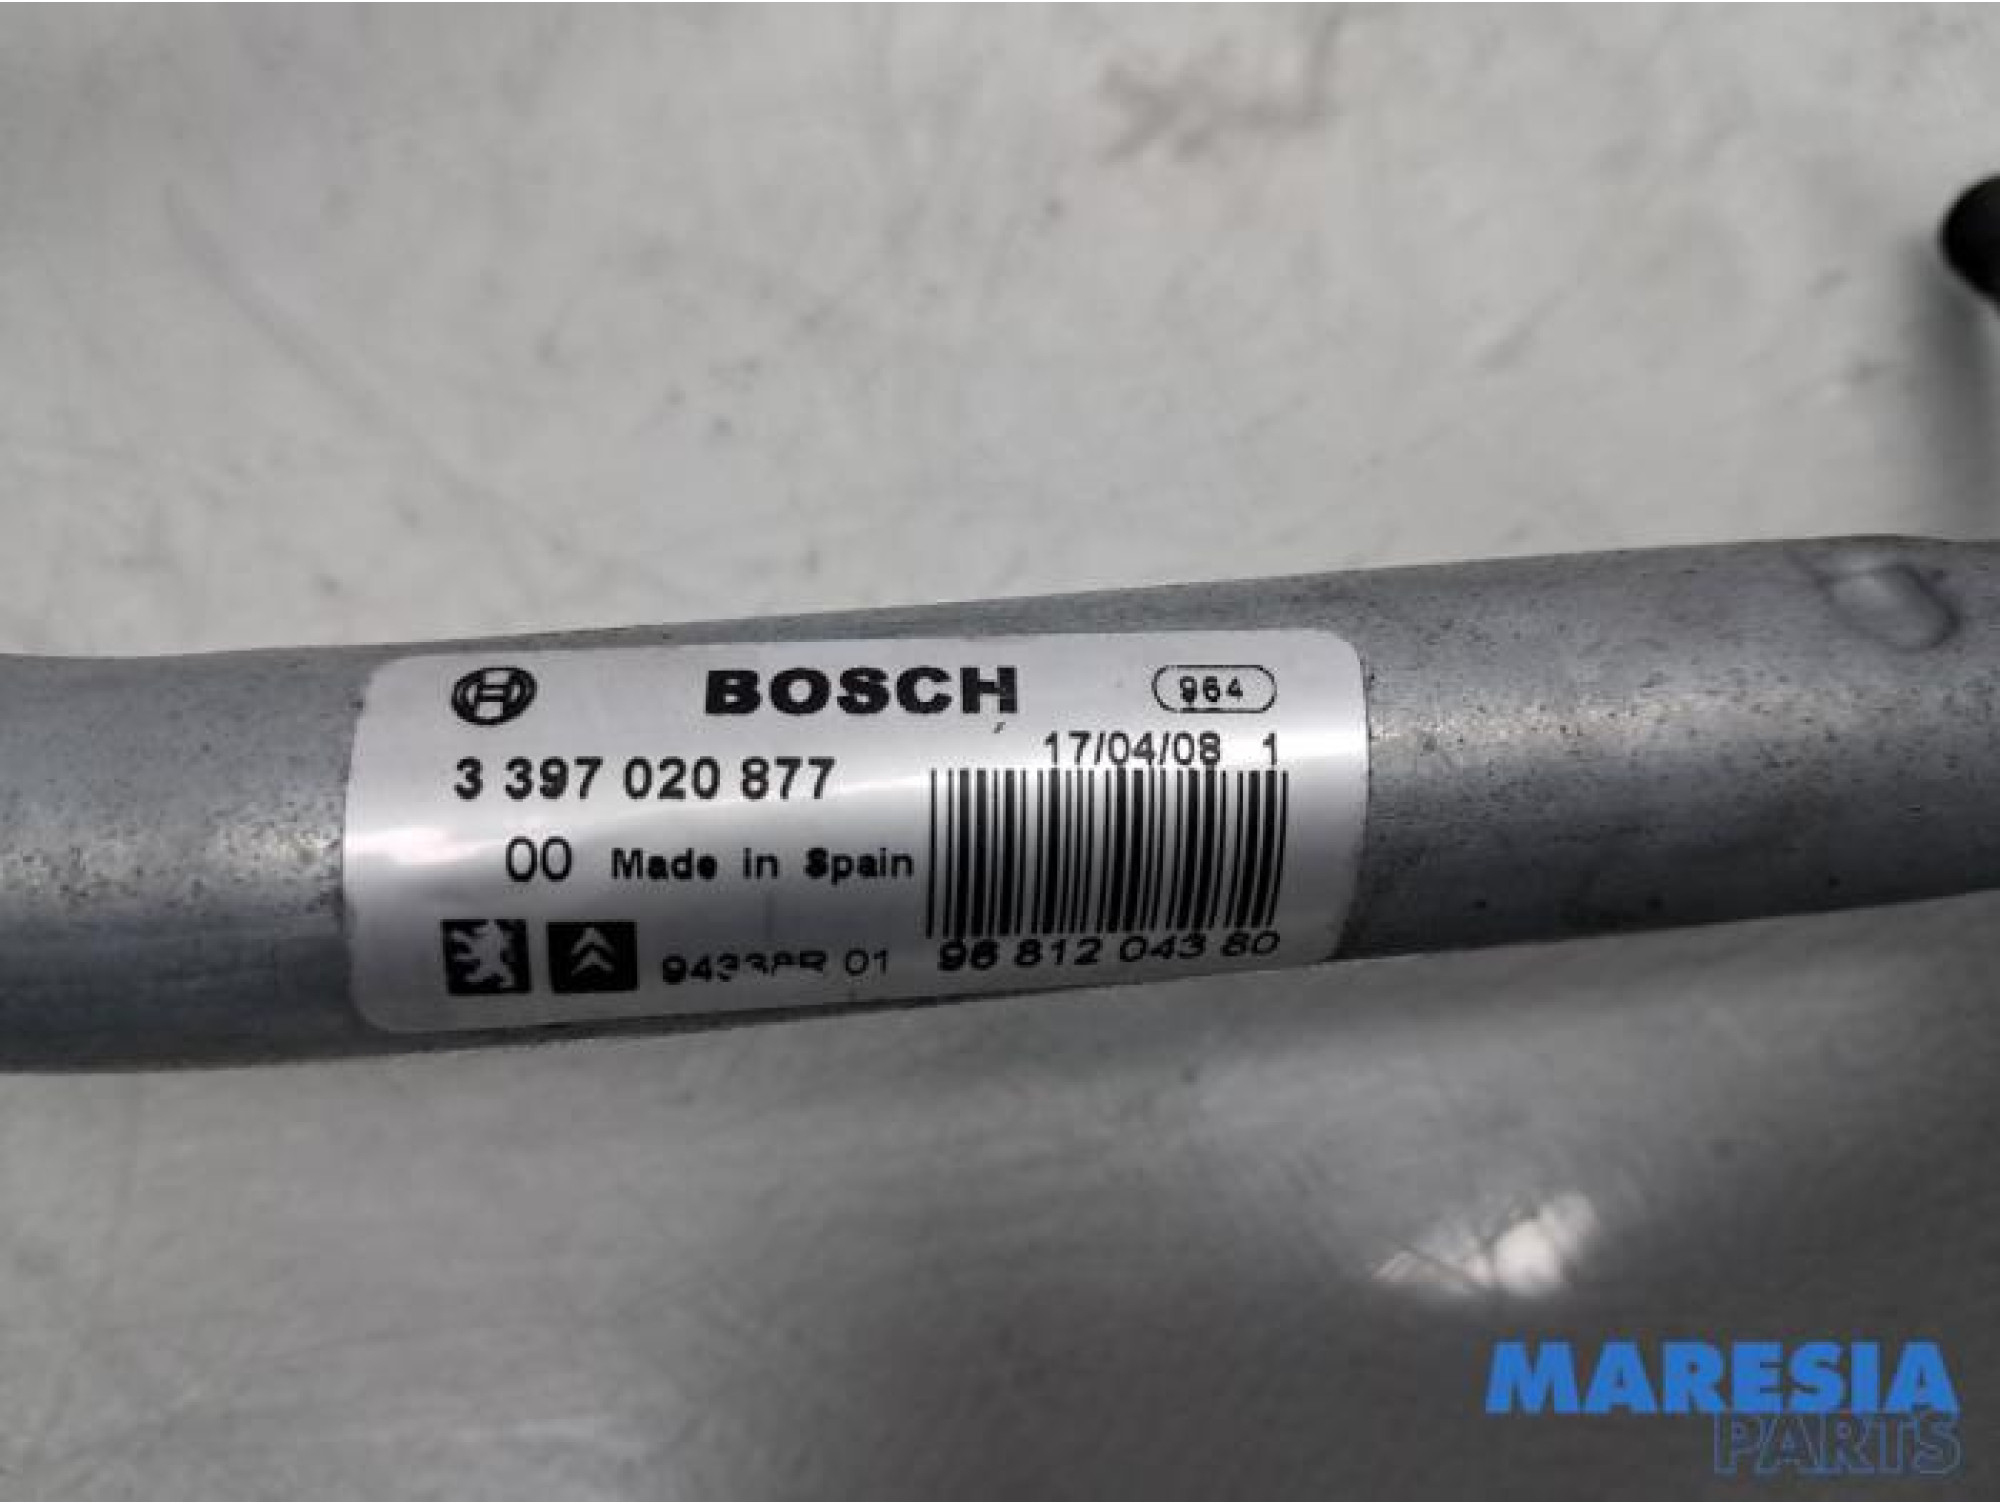 BOSCH 964
17/04/08 1
3 397 020 877
00 Made in Spain
01 96 812 043 80
MARESIA
PARTS